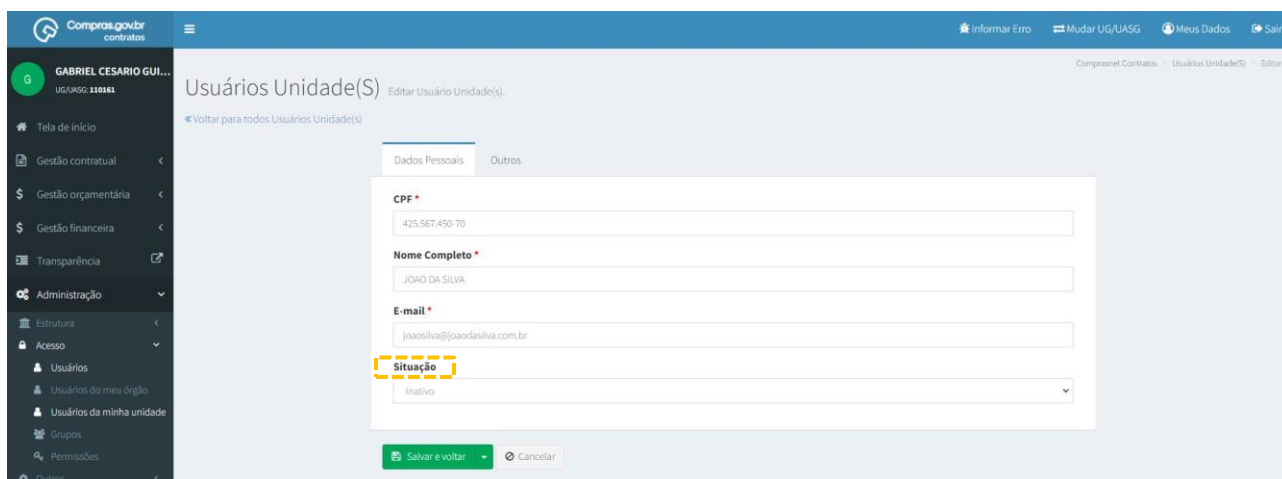 Compras.gov.br
contratos
Informar Erro
Mudar UG/UASG
Meus Dados
Sair
G
GABRIEL CESARIO GUI...
UG/UASG: 110161
Comprasnet Contratos > Usuários Unidade(S) > Editar
Usuários Unidade(S) Editar Usuário Unidade(s).
«Voltar para todos Usuários Unidade(s)
Tela de início
Gestão contratual
Gestão orçamentária
Gestão financeira
Transparência
Administração
Estrutura
Acesso
Usuários
Usuários do meu órgão
Usuários da minha unidade
Grupos
Permissões
Outros
Dados Pessoais
Outros
CPF *
425.567.450-70
Nome Completo *
JOAO DA SILVA
E-mail *
joaosilva@joaodasilva.com.br
Situação
Inativo
Salvar e voltar
Cancelar